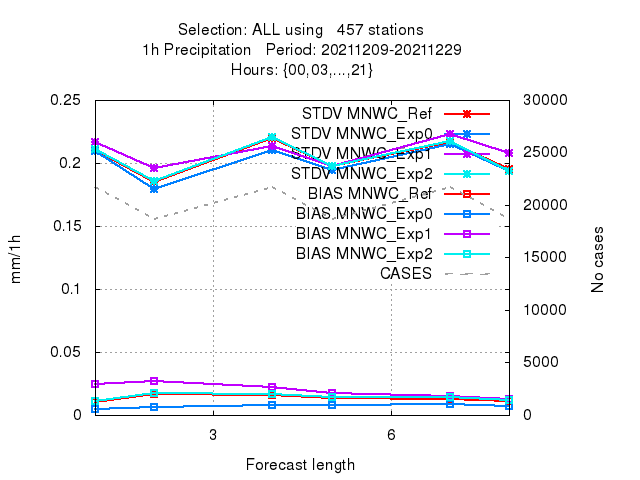 Selection: ALL using   457 stations
1h Precipitation   Period: 20211209-20211229
Hours: {00,03,...,21}
0.25
0.2
0.15
0.1
0.05
0
30000
25000
20000
15000
10000
5000
0
mm/1h
No cases
STDV MNWC_Ref
STDV MNWC_Exp0
STDV MNWC_Exp1
STDV MNWC_Exp2
BIAS MNWC_Ref
BIAS MNWC_Exp0
BIAS MNWC_Exp1
BIAS MNWC_Exp2
CASES
3
6
Forecast length